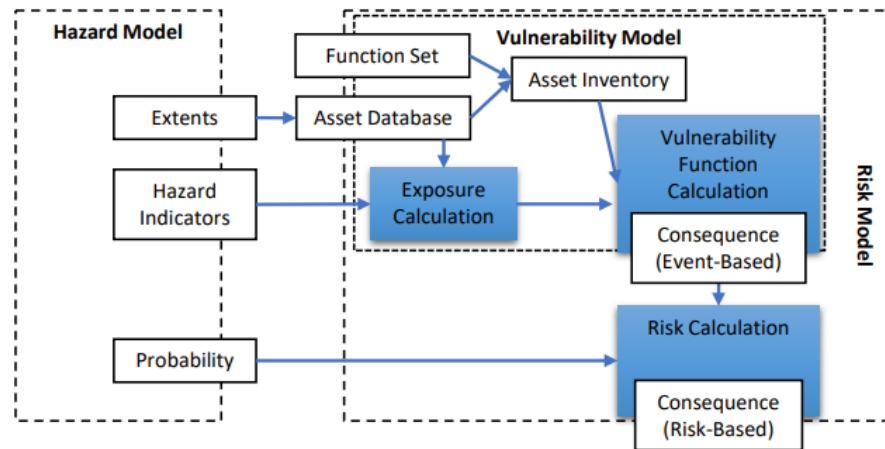 Hazard Model
Vulnerability Model
Function Set
Asset Inventory
Extents
Asset Database
Vulnerability
Function
Calculation
Hazard
Indicators
Exposure
Calculation
Consequence
(Event-Based)
Risk Model
Risk Calculation
Probability
Consequence
(Risk-Based)